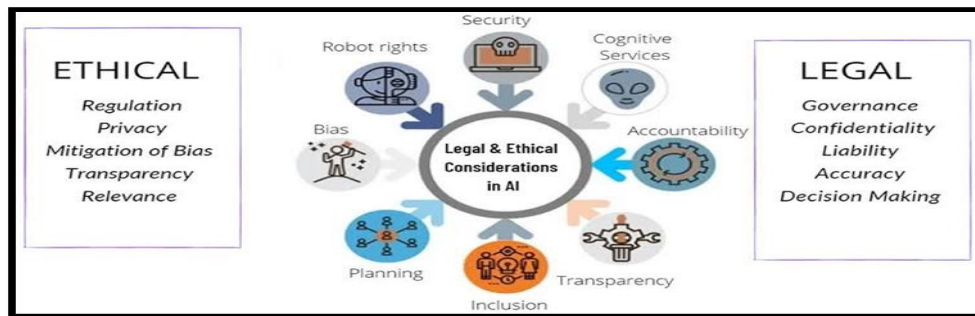 ETHICAL
Regulation
Privacy
Mitigation of Bias
Transparency
Relevance
Security
Robot rights
Cognitive
Services
Bias
Accountability
Legal & Ethical
Considerations
in AI
Planning
Transparency
Inclusion
LEGAL
Governance
Confidentiality
Liability
Accuracy
Decision Making